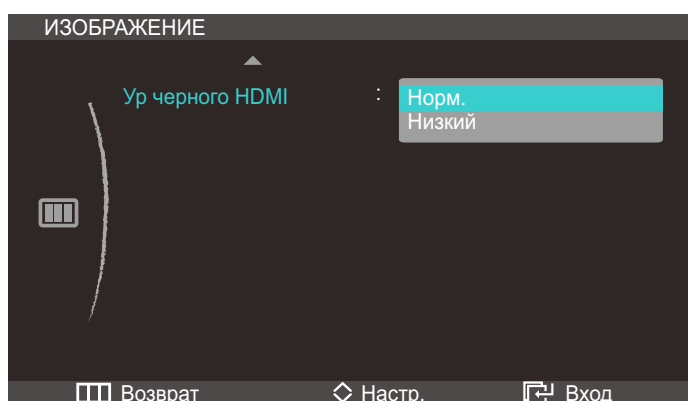 ИЗОБРАЖЕНИЕ
Ур черного HDMI : Норм.
Низкий
Возврат Настр. Вход